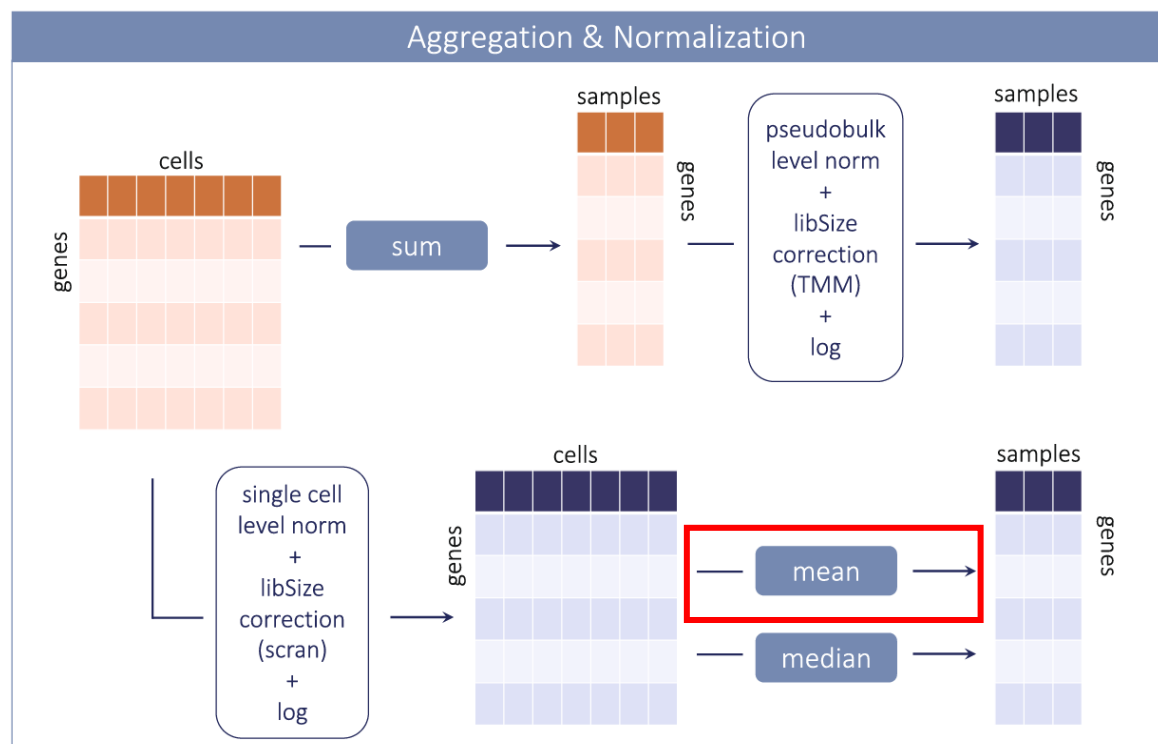 Aggregation & Normalization
cells
genes
sum
samples
genes
pseudobulk
level norm
+
libSize
correction
(TMM)
+
log
samples
genes
single cell
level norm
+
libSize
correction
(scran)
+
log
cells
genes
mean
median
samples
genes